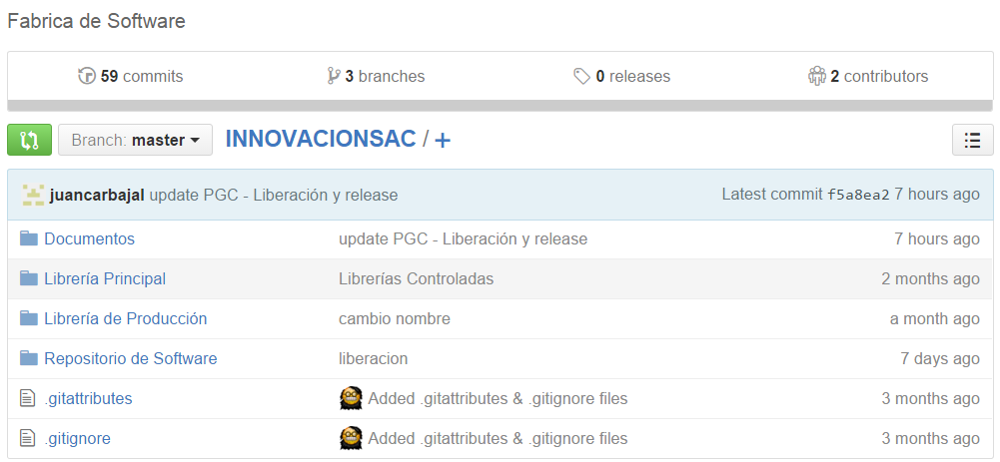 Fabrica de Software
59 commits 3 branches 0 releases 2 contributors
Branch: master INNOVACIONSAC / +
juancarbajal update PGC - Liberación y release Latest commit f5a8ea2 7 hours ago
Documentos update PGC - Liberación y release 7 hours ago
Librería Principal Librerías Controladas 2 months ago
Librería de Producción cambio nombre a month ago
Repositorio de Software liberacion 7 days ago
.gitattributes Added .gitattributes & .gitignore files 3 months ago
.gitignore Added .gitattributes & .gitignore files 3 months ago